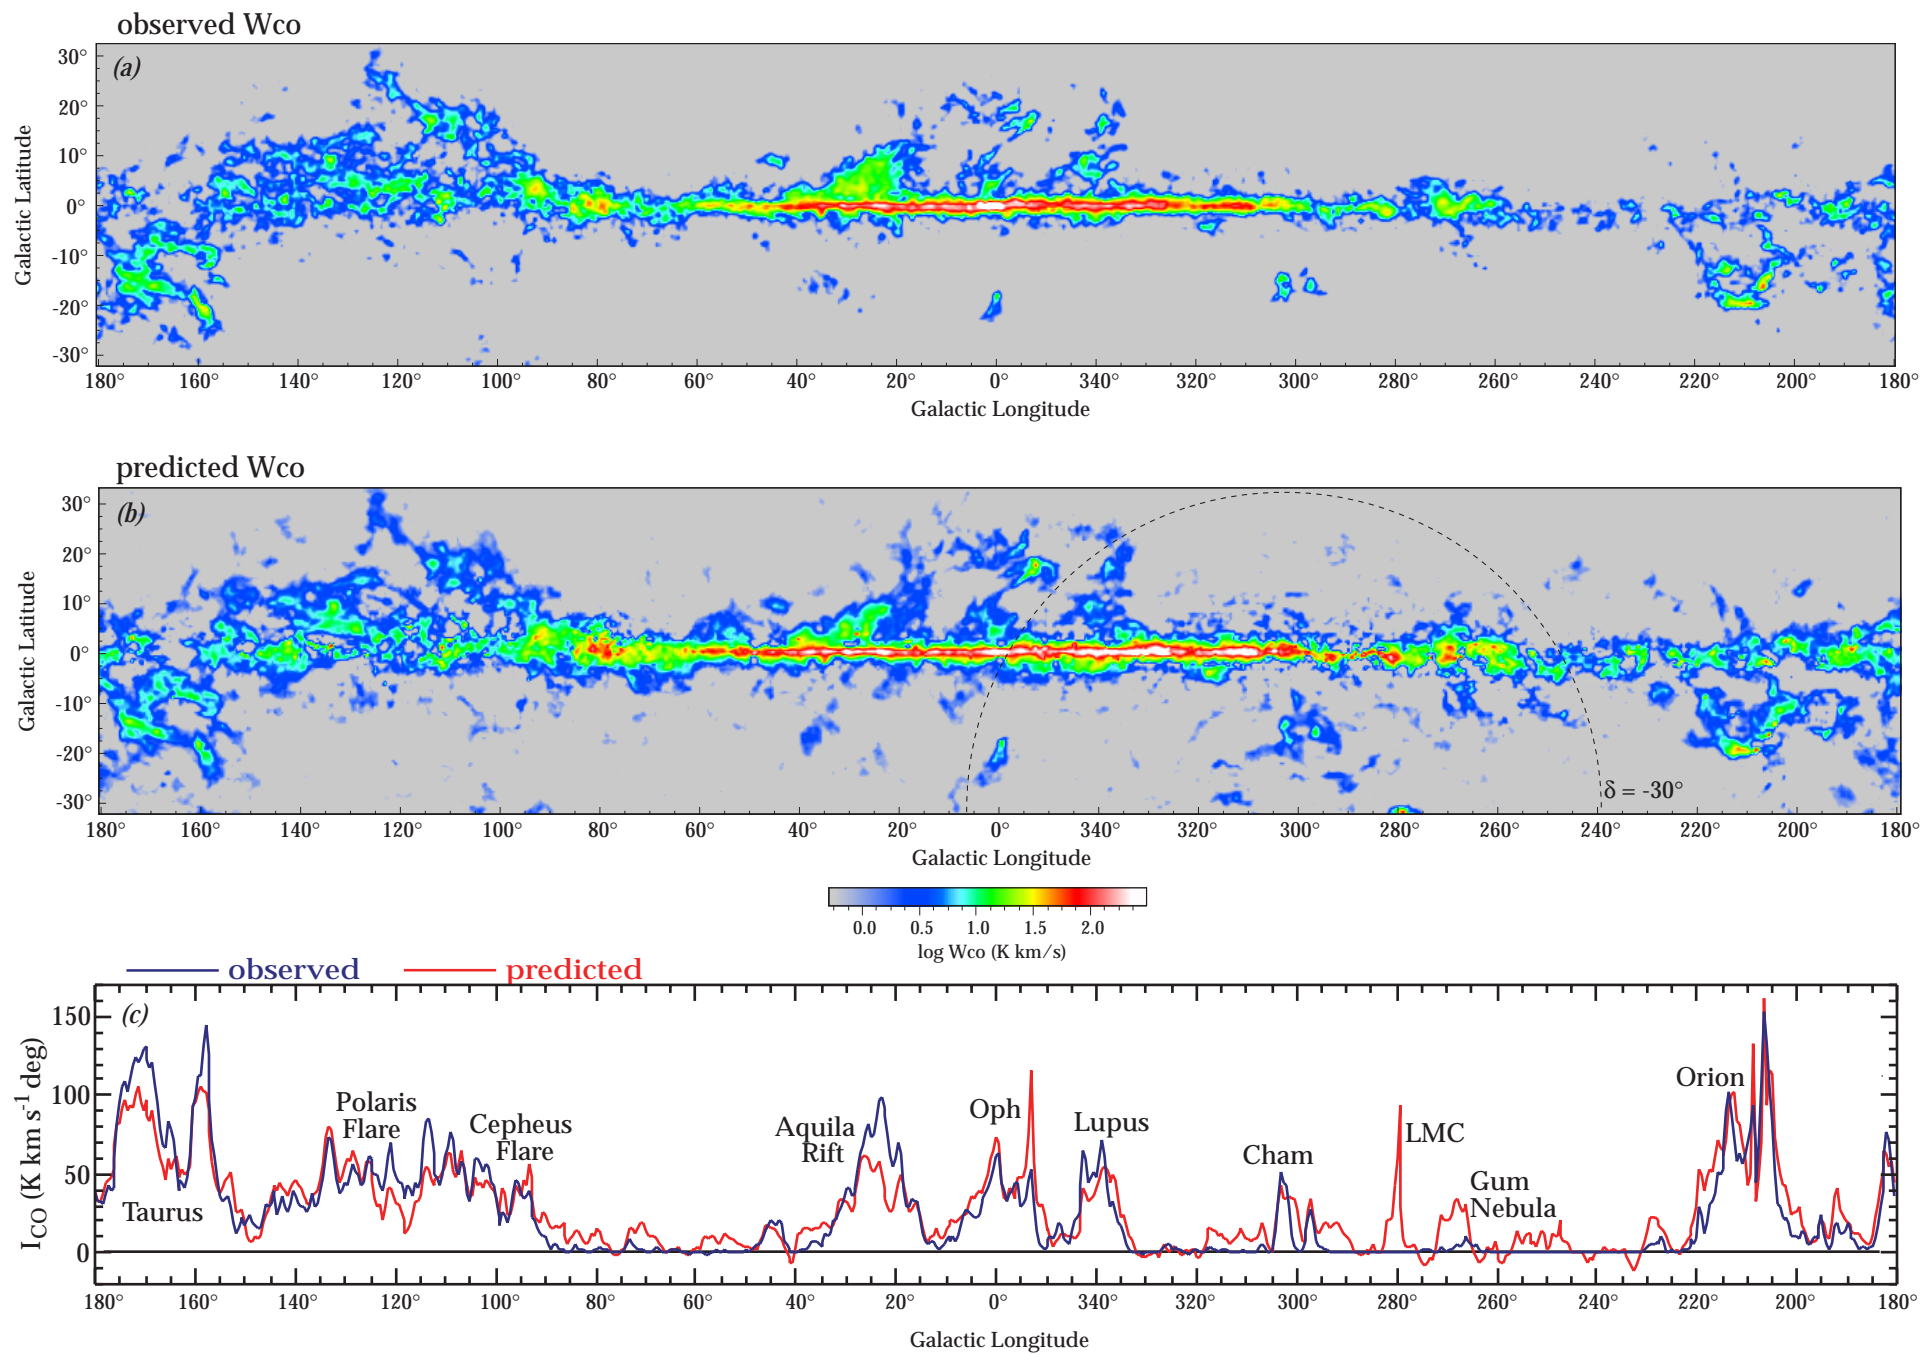 observed Wco
(a)
30°
20°
10°
0°
-10°
-20°
-30°
Galactic Latitude
180° 160° 140° 120° 100° 80° 60° 40° 20° 0° 340° 320° 300° 280° 260° 240° 220° 200° 180°
Galactic Longitude
predicted Wco
(b)
30°
20°
10°
0°
-10°
-20°
-30°
Galactic Latitude
δ = -30°
180° 160° 140° 120° 100° 80° 60° 40° 20° 0° 340° 320° 300° 280° 260° 240° 220° 200° 180°
Galactic Longitude
0.0 0.5 1.0 1.5 2.0
log Wco (K km/s)
observed predicted
(c)
150
100
50
0
I_CO (K km s^-1 deg)
Taurus
Polaris
Flare
Cepheus
Flare
Aquila
Rift
Oph
Lupus
Cham
LMC
Gum
Nebula
Orion
180° 160° 140° 120° 100° 80° 60° 40° 20° 0° 340° 320° 300° 280° 260° 240° 220° 200° 180°
Galactic Longitude